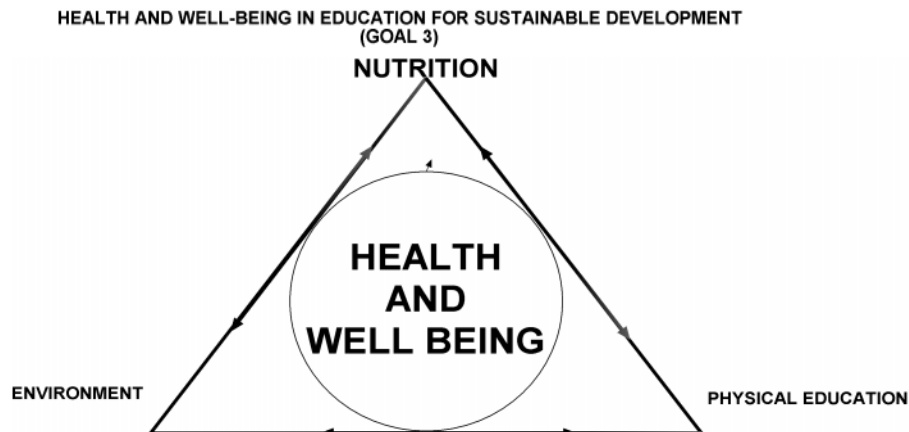 HEALTH AND WELL-BEING IN EDUCATION FOR SUSTAINABLE DEVELOPMENT
(GOAL 3)
NUTRITION
HEALTH
AND
WELL BEING
ENVIRONMENT
PHYSICAL EDUCATION